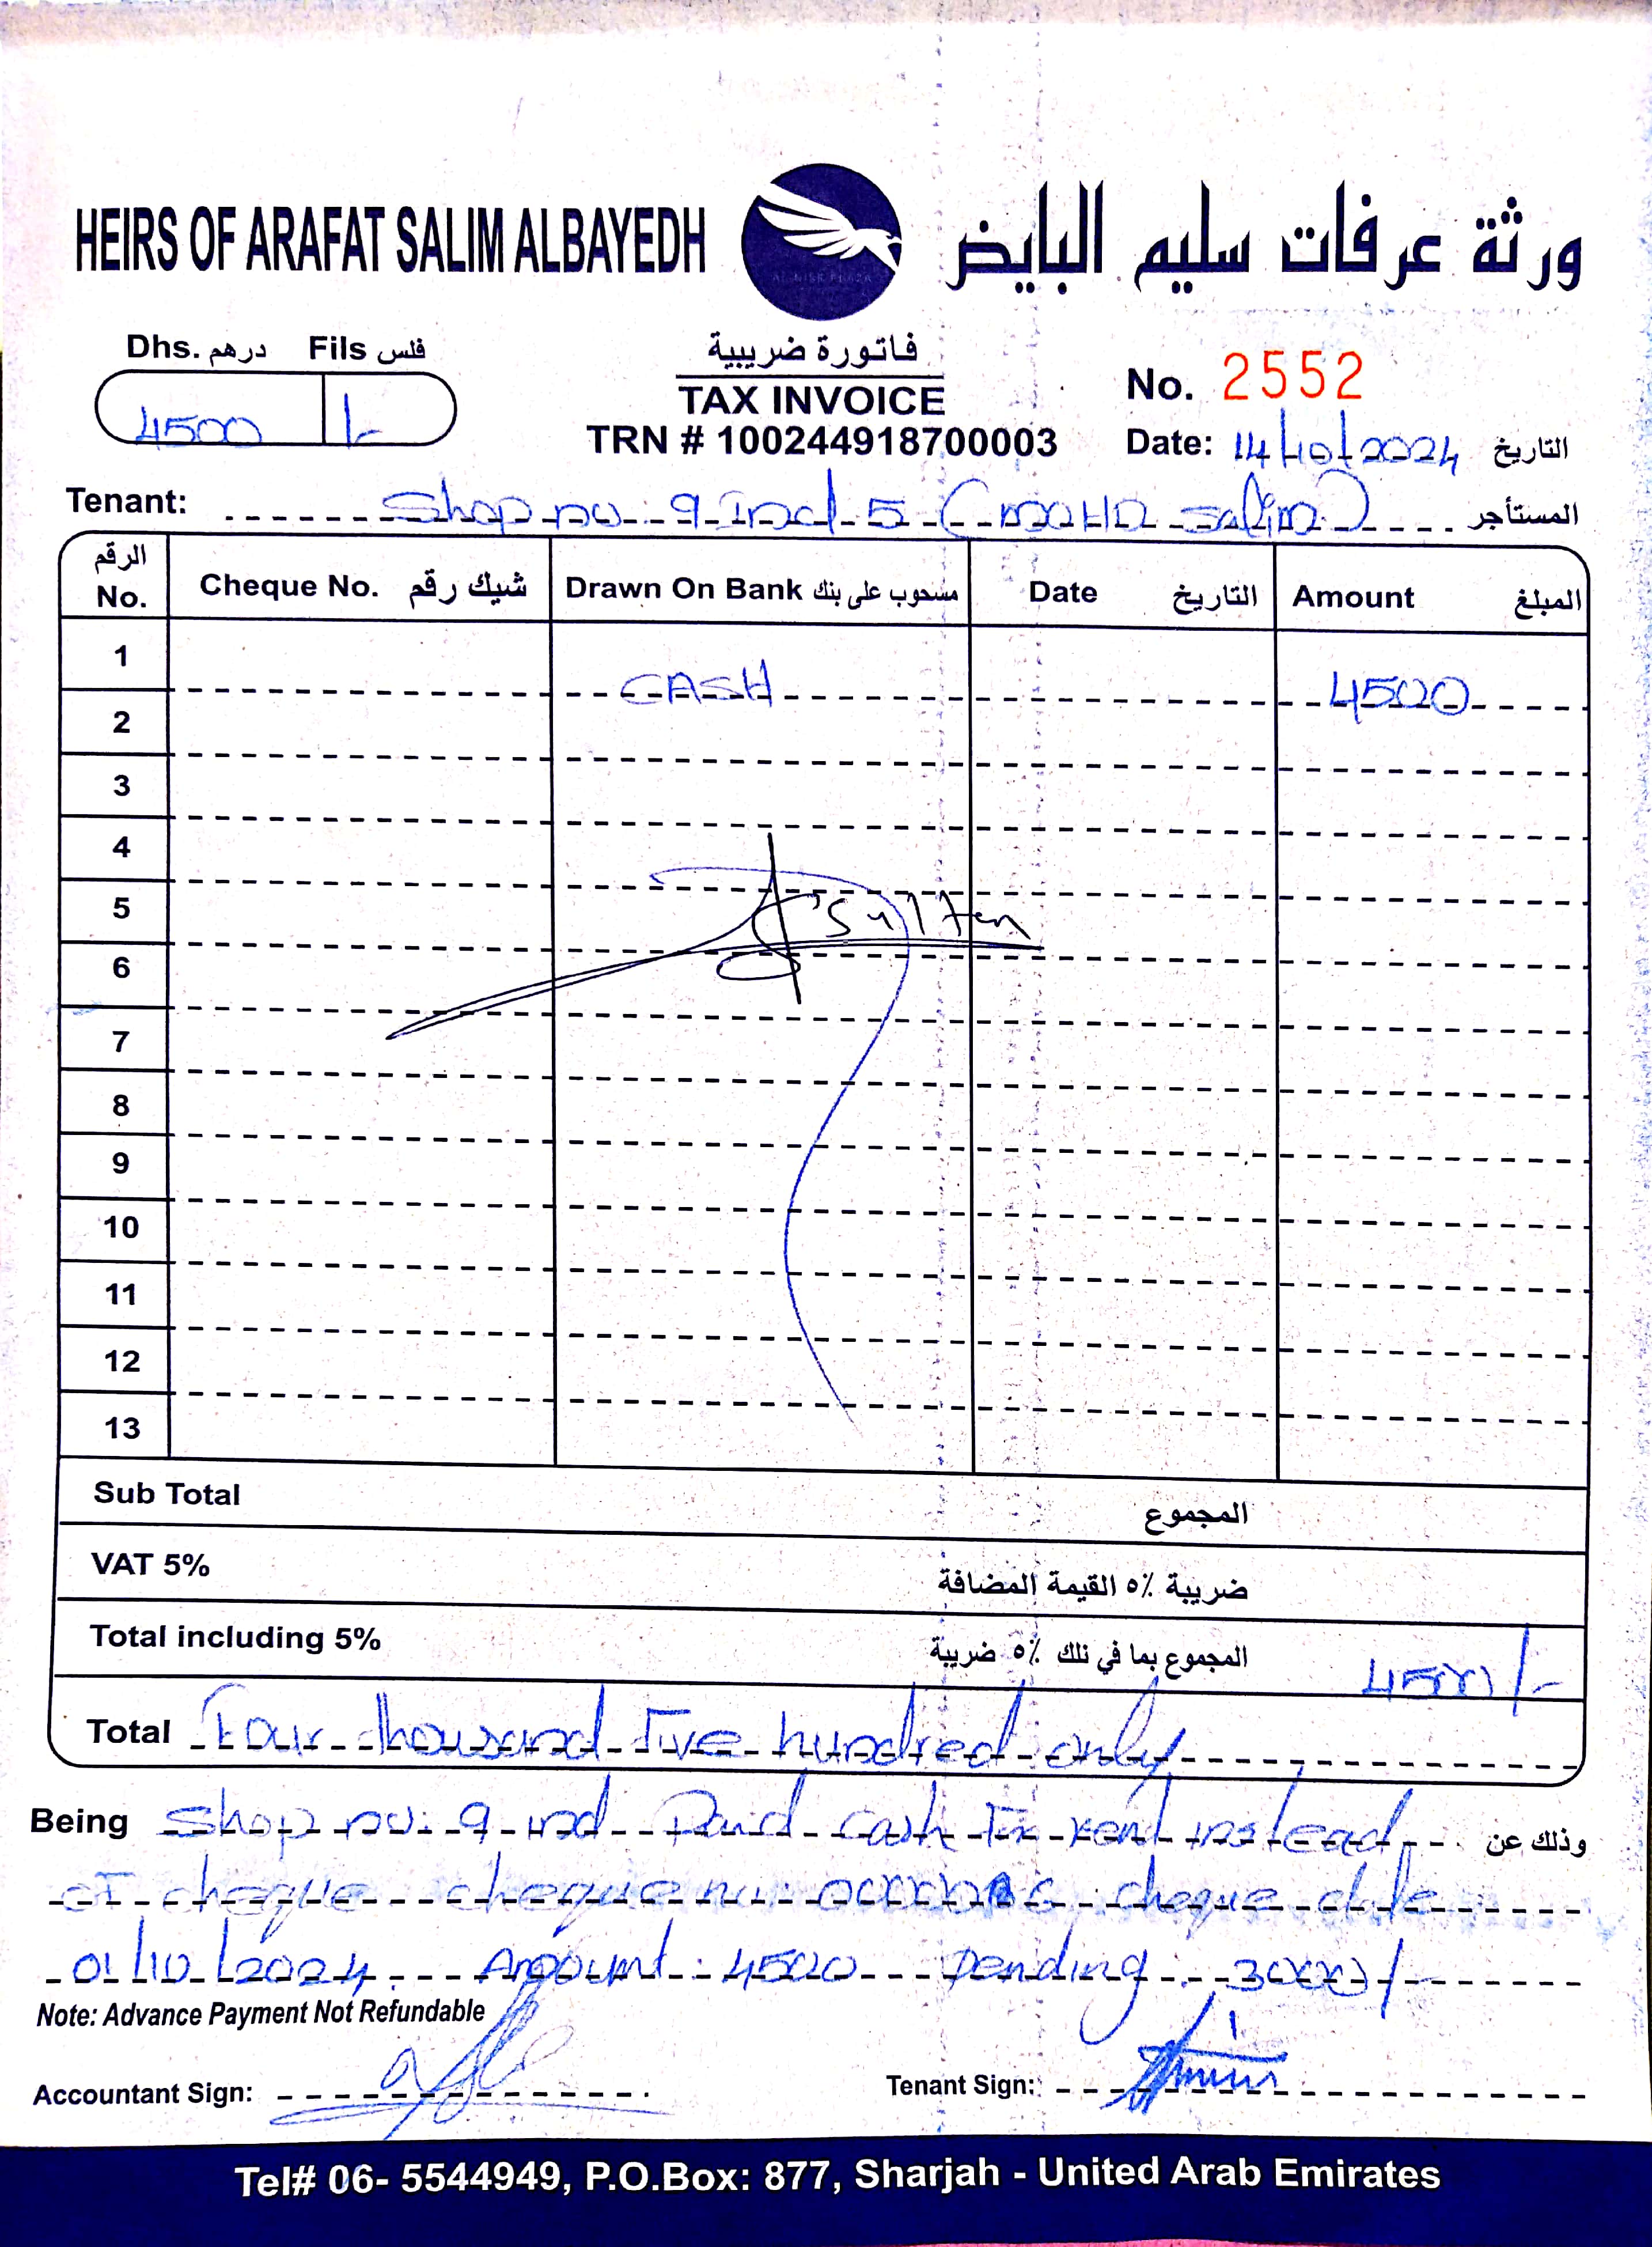 HEIRS OF ARAFAT SALIM ALBAYEDH
ورثة عرفات سليم البايض
Dhs. درهم Fils فلس
4500 /-
فاتورة ضريبية
TAX INVOICE
TRN # 100244918700003
No. 2552
Date: 14/10/2024 التاريخ
Tenant: Shop no: 9 Ind 5 ( salim) المستأجر
الرقم No. Cheque No. شيك رقم Drawn On Bank مسحوب على بنك Date التاريخ Amount المبلغ
1 CASH 4500
2
3
4
5 Sultan
6
7
8
9
10
11
12
13
Sub Total المجموع
VAT 5% ضريبة ٥٪ القيمة المضافة
Total including 5% المجموع بما في ذلك ٥٪ ضريبة 4500/-
Total Four thousand Five hundred only
Being Shop no: 9 ind Paid cash for rent instead وذلك عن
of cheque cheque no: cheque date
01/10/2024 Amount: 4500 pending: 3000/-
Note: Advance Payment Not Refundable
Accountant Sign:
Tenant Sign:
Tel# 06- 5544949, P.O.Box: 877, Sharjah - United Arab Emirates